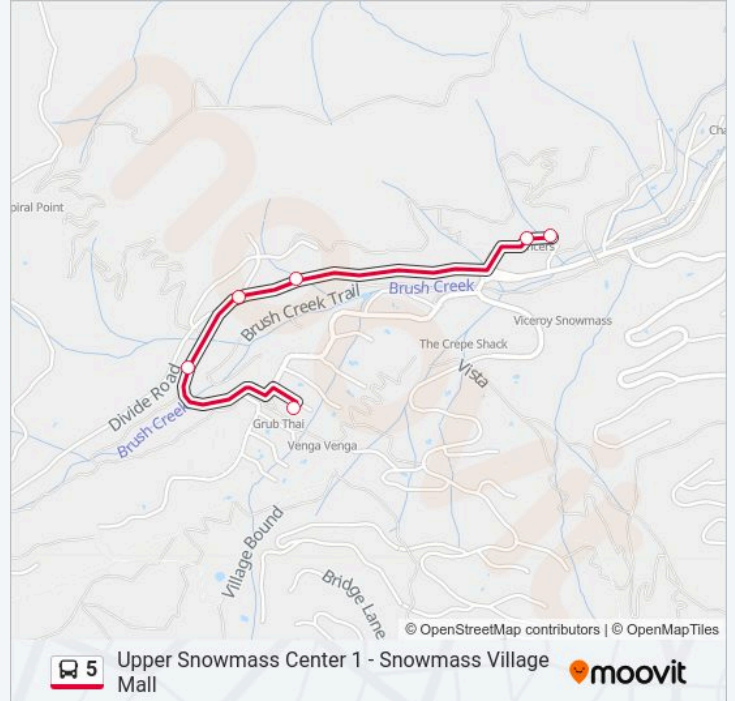 Cha
piral Point
ncers
Brush Creek
Brush Creek Trail
Viceroy Snowmass
The Crepe Shack
Vista
Divide Road
Brush Creek
Grub Thai
Venga Venga
Village Bound
Bridge Lane
© OpenStreetMap contributors | © OpenMapTiles
5
Upper Snowmass Center 1 - Snowmass Village
Mall
moovit